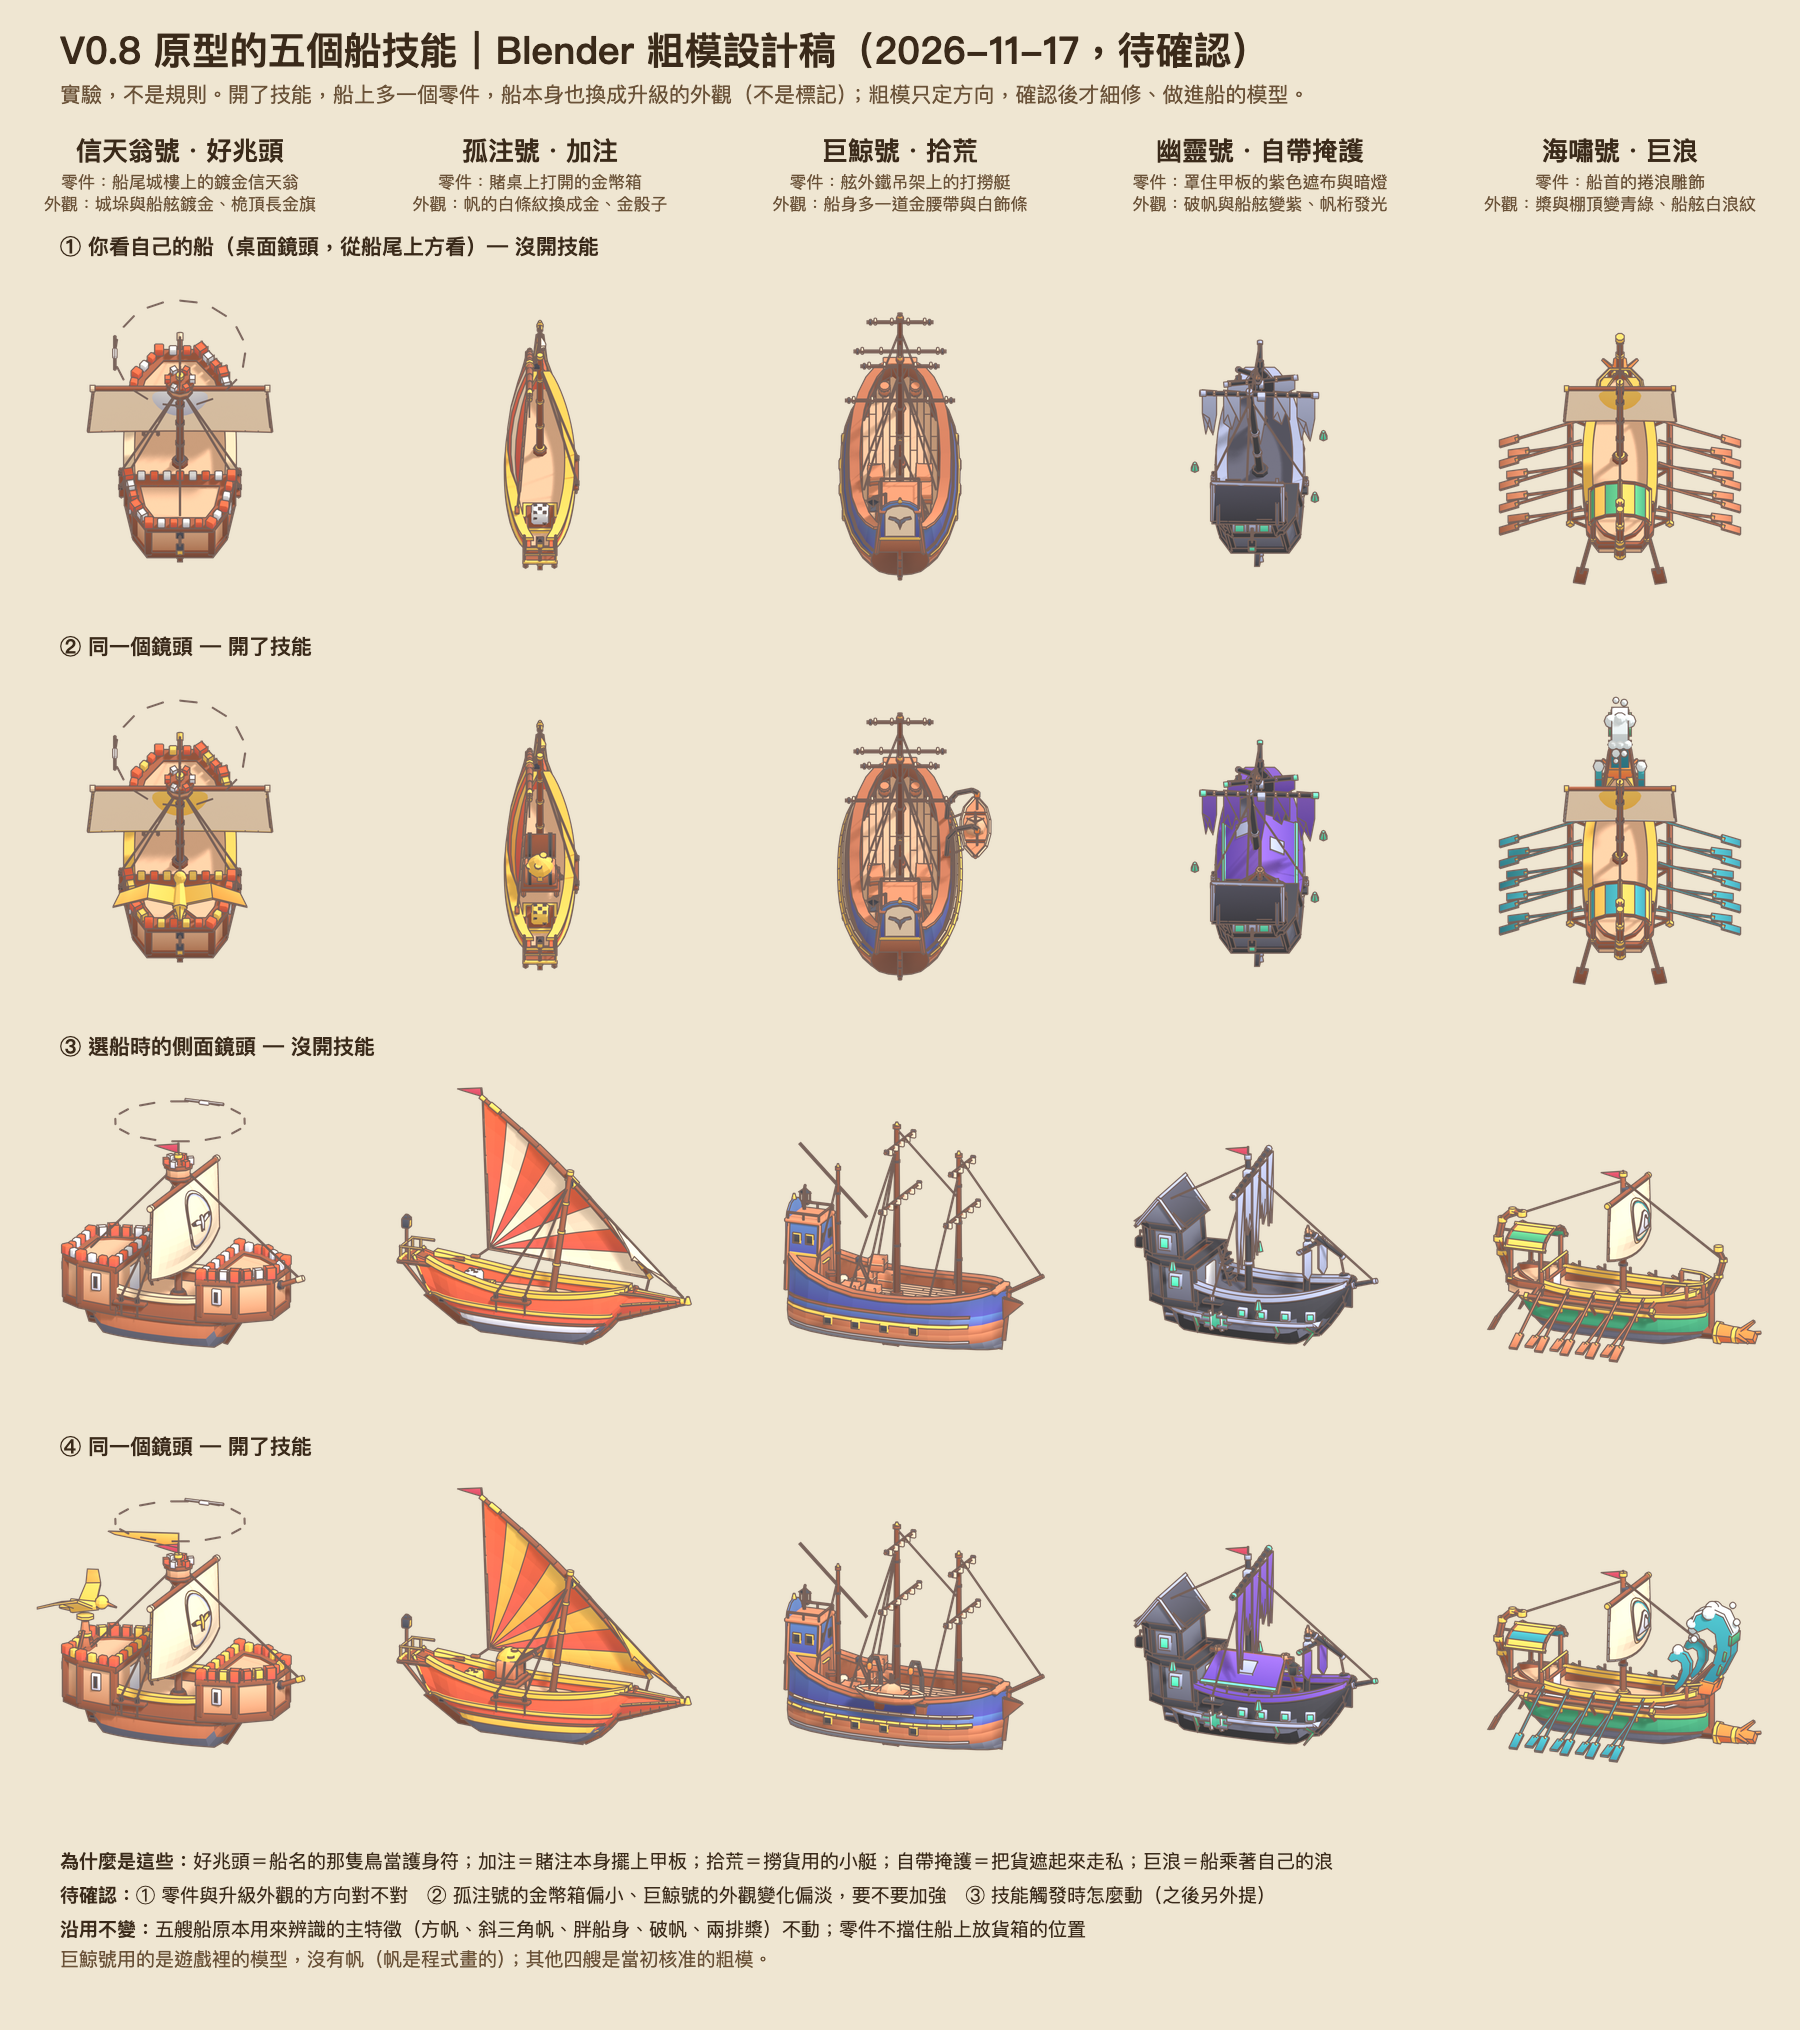 V0.8 原型的五個船技能｜Blender 粗模設計稿（2026–11–17，待確認）
實驗，不是規則。開了技能，船上多一個零件，船本身也換成升級的外觀（不是標記）；粗模只定方向，確認後才細修、做進船的模型。
信天翁號・好兆頭
零件：船尾城樓上的鍍金信天翁
外觀：城垛與船舷鍍金、桅頂長金旗
孤注號・加注
零件：賭桌上打開的金幣箱
外觀：帆的白條紋換成金、金骰子
巨鯨號・拾荒
零件：舷外鐵吊架上的打撈艇
外觀：船身多一道金腰帶與白飾條
幽靈號・自帶掩護
零件：罩住甲板的紫色遮布與暗燈
外觀：破帆與船舷變紫、帆桁發光
海嘯號・巨浪
零件：船首的捲浪雕飾
外觀：槳與棚頂變青綠、船舷白浪紋
① 你看自己的船（桌面鏡頭，從船尾上方看）— 沒開技能
② 同一個鏡頭 — 開了技能
③ 選船時的側面鏡頭 — 沒開技能
④ 同一個鏡頭 — 開了技能
為什麼是這些：好兆頭＝船名的那隻鳥當護身符；加注＝賭注本身擺上甲板；拾荒＝撈貨用的小艇；自帶掩護＝把貨遮起來走私；巨浪＝船乘著自己的浪
待確認：① 零件與升級外觀的方向對不對　② 孤注號的金幣箱偏小、巨鯨號的外觀變化偏淡，要不要加強　③ 技能觸發時怎麼動（之後另外提）
沿用不變：五艘船原本用來辨識的主特徵（方帆、斜三角帆、胖船身、破帆、兩排槳）不動；零件不擋住船上放貨箱的位置
巨鯨號用的是遊戲裡的模型，沒有帆（帆是程式畫的）；其他四艘是當初核准的粗模。